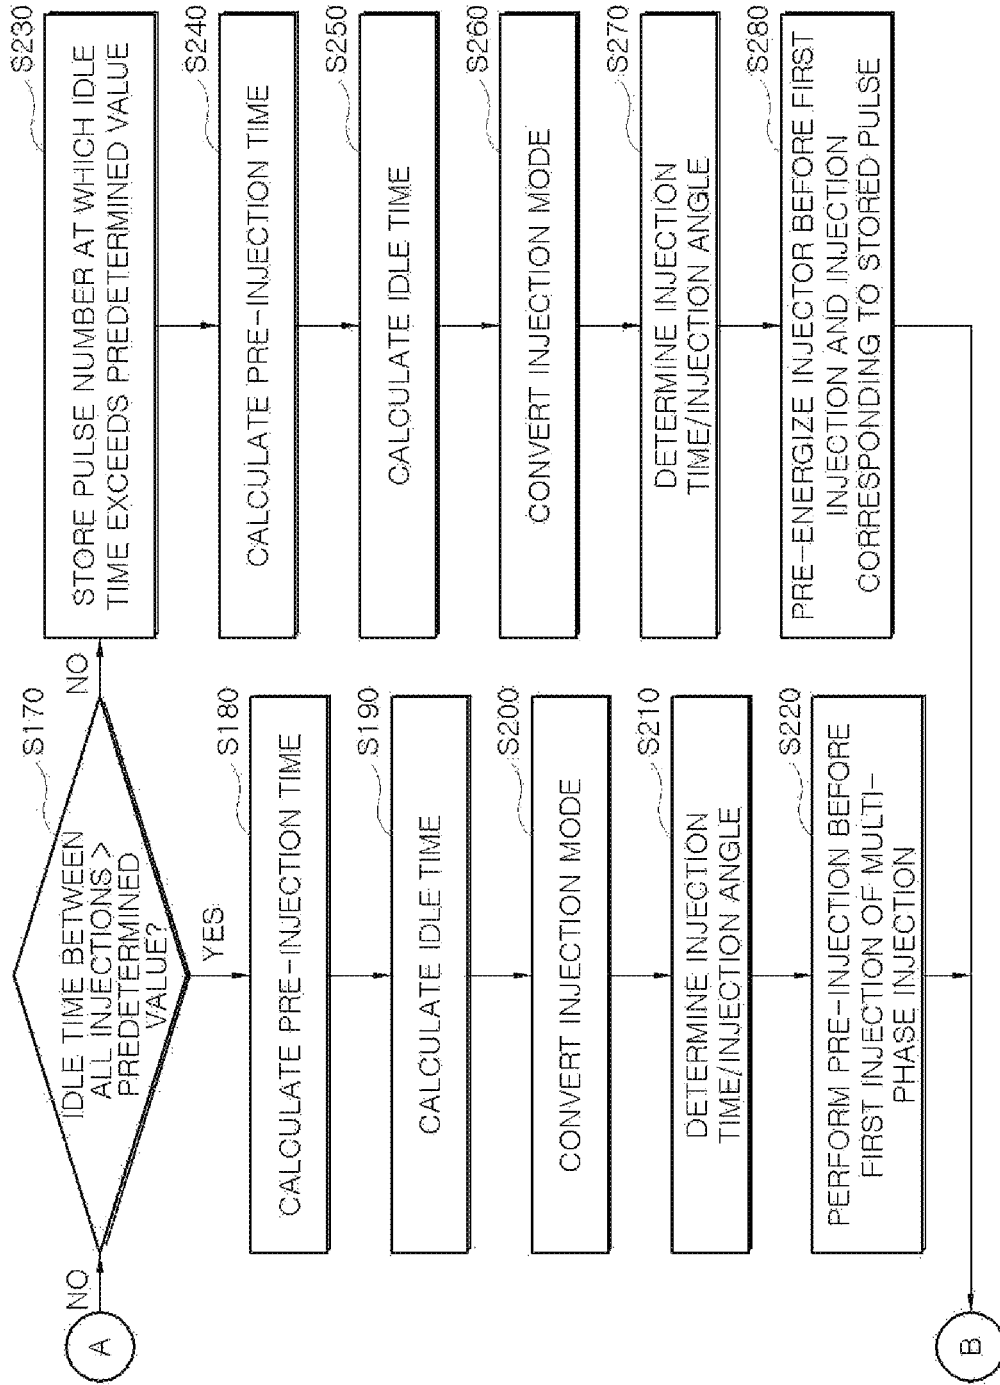 A
NO
S170
IDLE TIME BETWEEN
ALL INJECTIONS >
PREDETERMINED
VALUE?
NO
YES
S180
CALCULATE PRE-INJECTION TIME
S190
CALCULATE IDLE TIME
S200
CONVERT INJECTION MODE
S210
DETERMINE INJECTION
TIME/INJECTION ANGLE
S220
PERFORM PRE-INJECTION BEFORE
FIRST INJECTION OF MULTI-
PHASE INJECTION
S230
STORE PULSE NUMBER AT WHICH IDLE
TIME EXCEEDS PREDETERMINED VALUE
S240
CALCULATE PRE-INJECTION TIME
S250
CALCULATE IDLE TIME
S260
CONVERT INJECTION MODE
S270
DETERMINE INJECTION
TIME/INJECTION ANGLE
S280
PRE-ENERGIZE INJECTOR BEFORE FIRST
INJECTION AND INJECTION
CORRESPONDING TO STORED PULSE
B